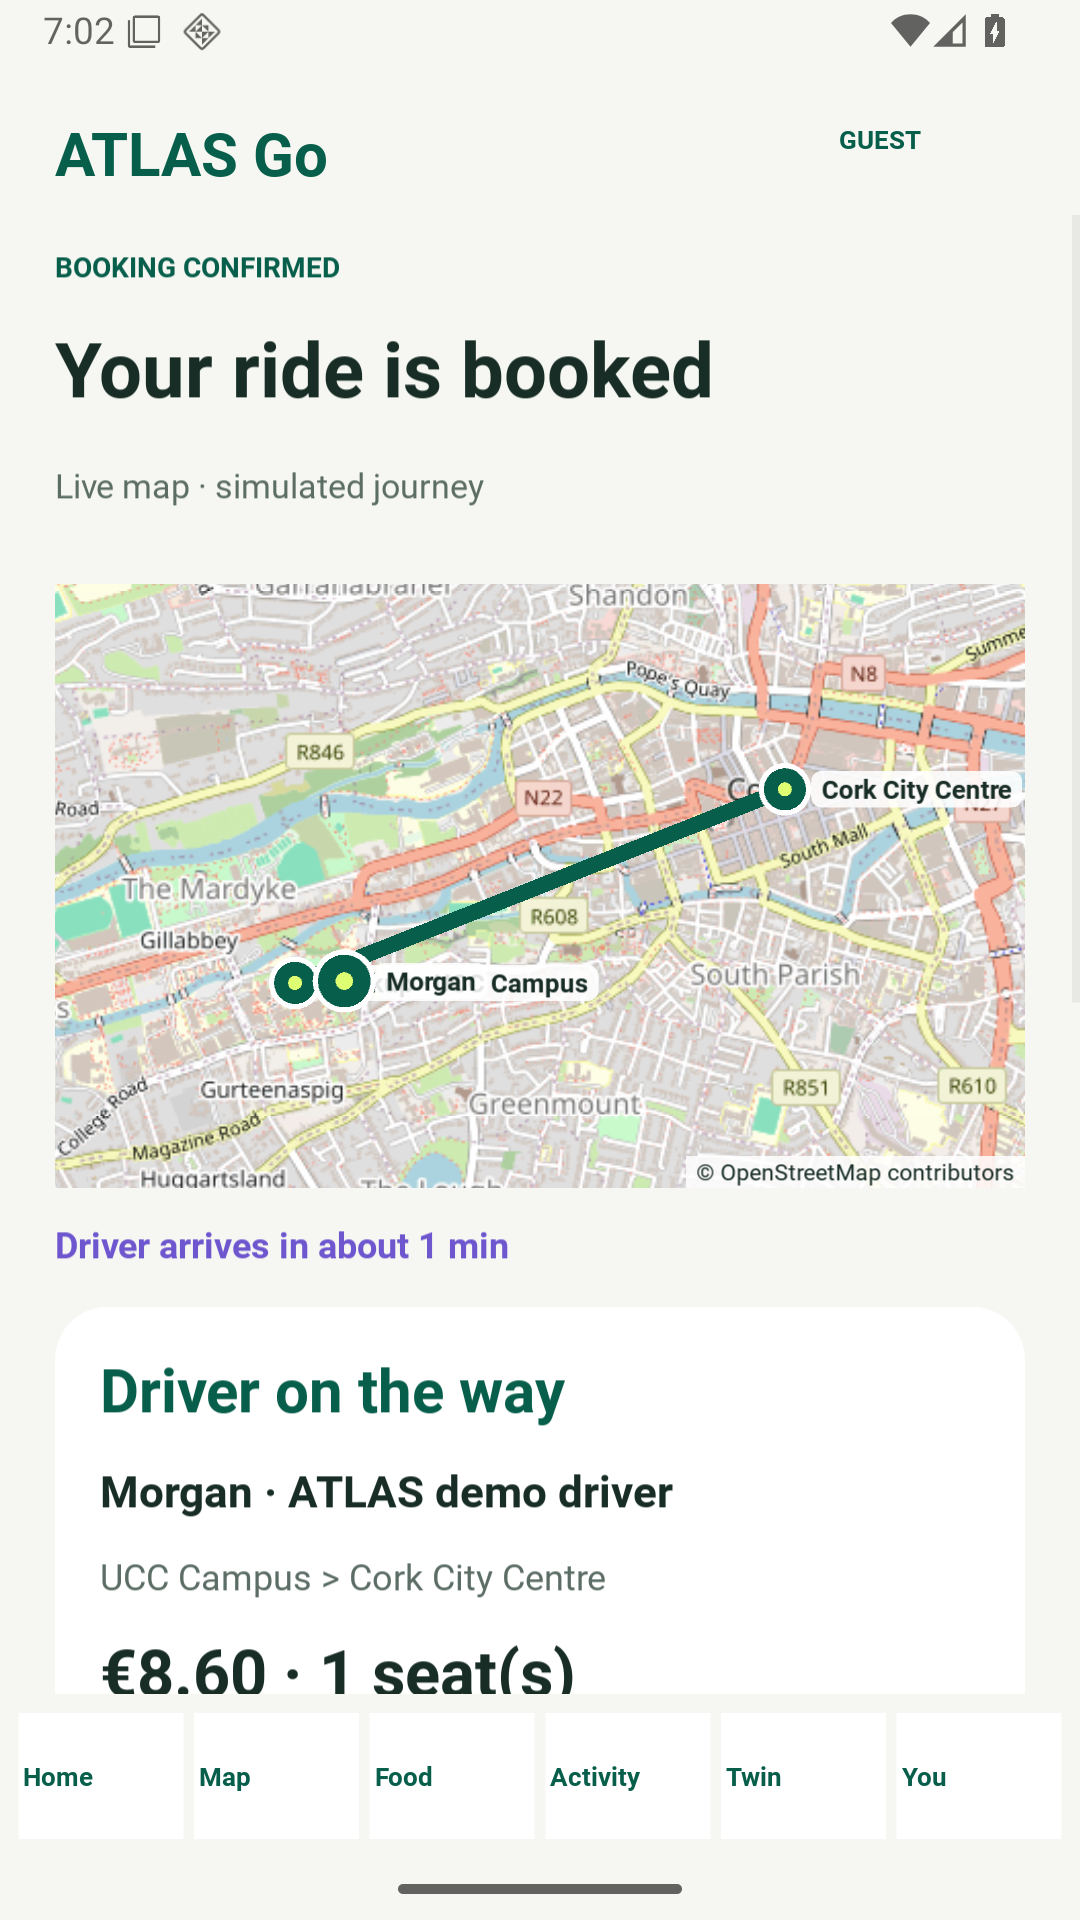 7:02
ATLAS Go
GUEST
BOOKING CONFIRMED
Your ride is booked
Live map · simulated journey
Shandon
Pope's Quay
N8
R846
N22
Cork City Centre
Road
South Mall
The Mardyke
R608
Gillabbey
South Parish
Morgan
Campus
College Road
Gurteenaspig
Greenmount
R851
R610
Magazine Road
Huggartsland
© OpenStreetMap contributors
Driver arrives in about 1 min
Driver on the way
Morgan · ATLAS demo driver
UCC Campus > Cork City Centre
€8.60 · 1 seat(s)
Home
Map
Food
Activity
Twin
You